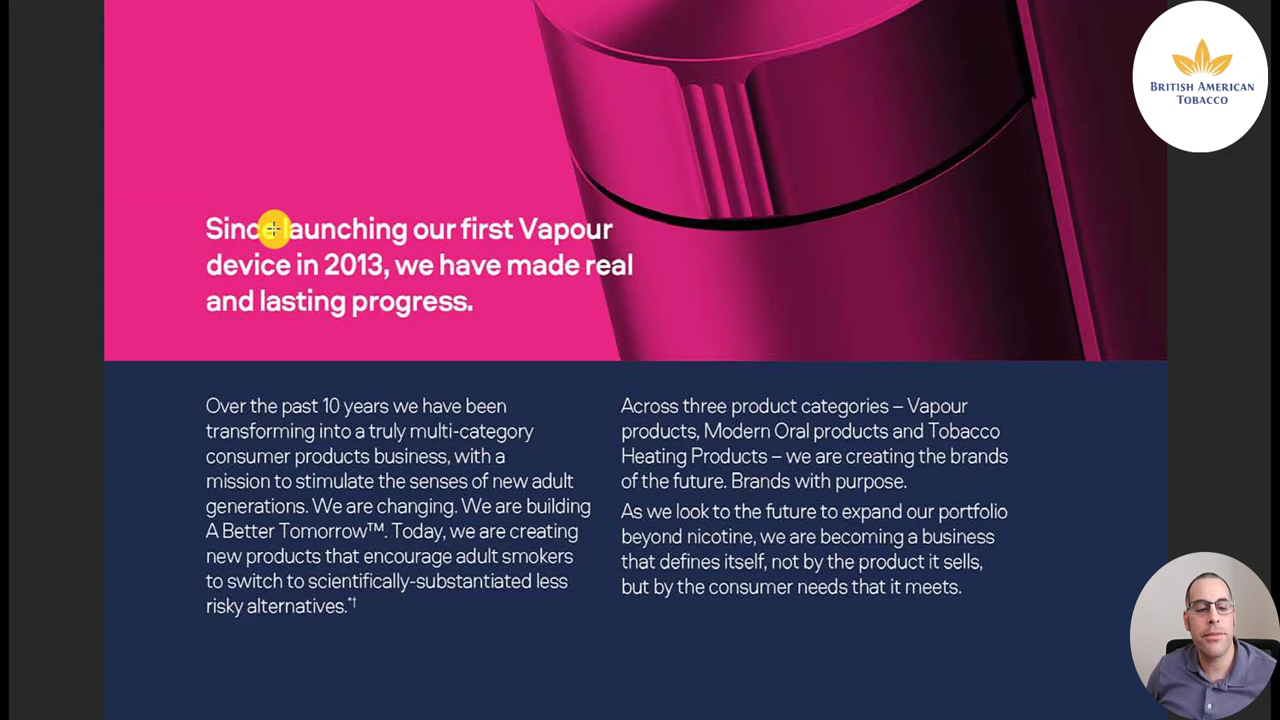 BRITISH AMERICAN
TOBACCO
Since launching our first Vapour
device in 2013, we have made real
and lasting progress.
Over the past 10 years we have been
transforming into a truly multi-category
consumer products business, with a
mission to stimulate the senses of new adult
generations. We are changing. We are building
A Better Tomorrow™. Today, we are creating
new products that encourage adult smokers
to switch to scientifically-substantiated less
risky alternatives.*†
Across three product categories – Vapour
products, Modern Oral products and Tobacco
Heating Products – we are creating the brands
of the future. Brands with purpose.
As we look to the future to expand our portfolio
beyond nicotine, we are becoming a business
that defines itself, not by the product it sells,
but by the consumer needs that it meets.